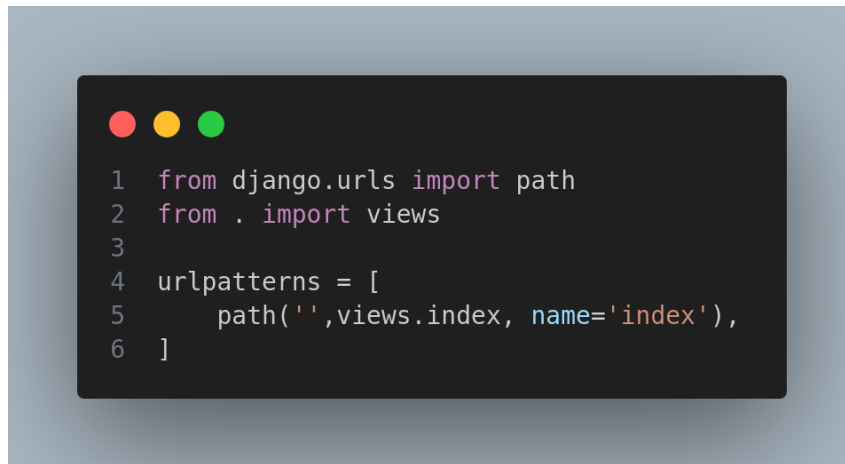 1 from django.urls import path
2 from . import views
3
4 urlpatterns = [
5     path('',views.index, name='index'),
6 ]